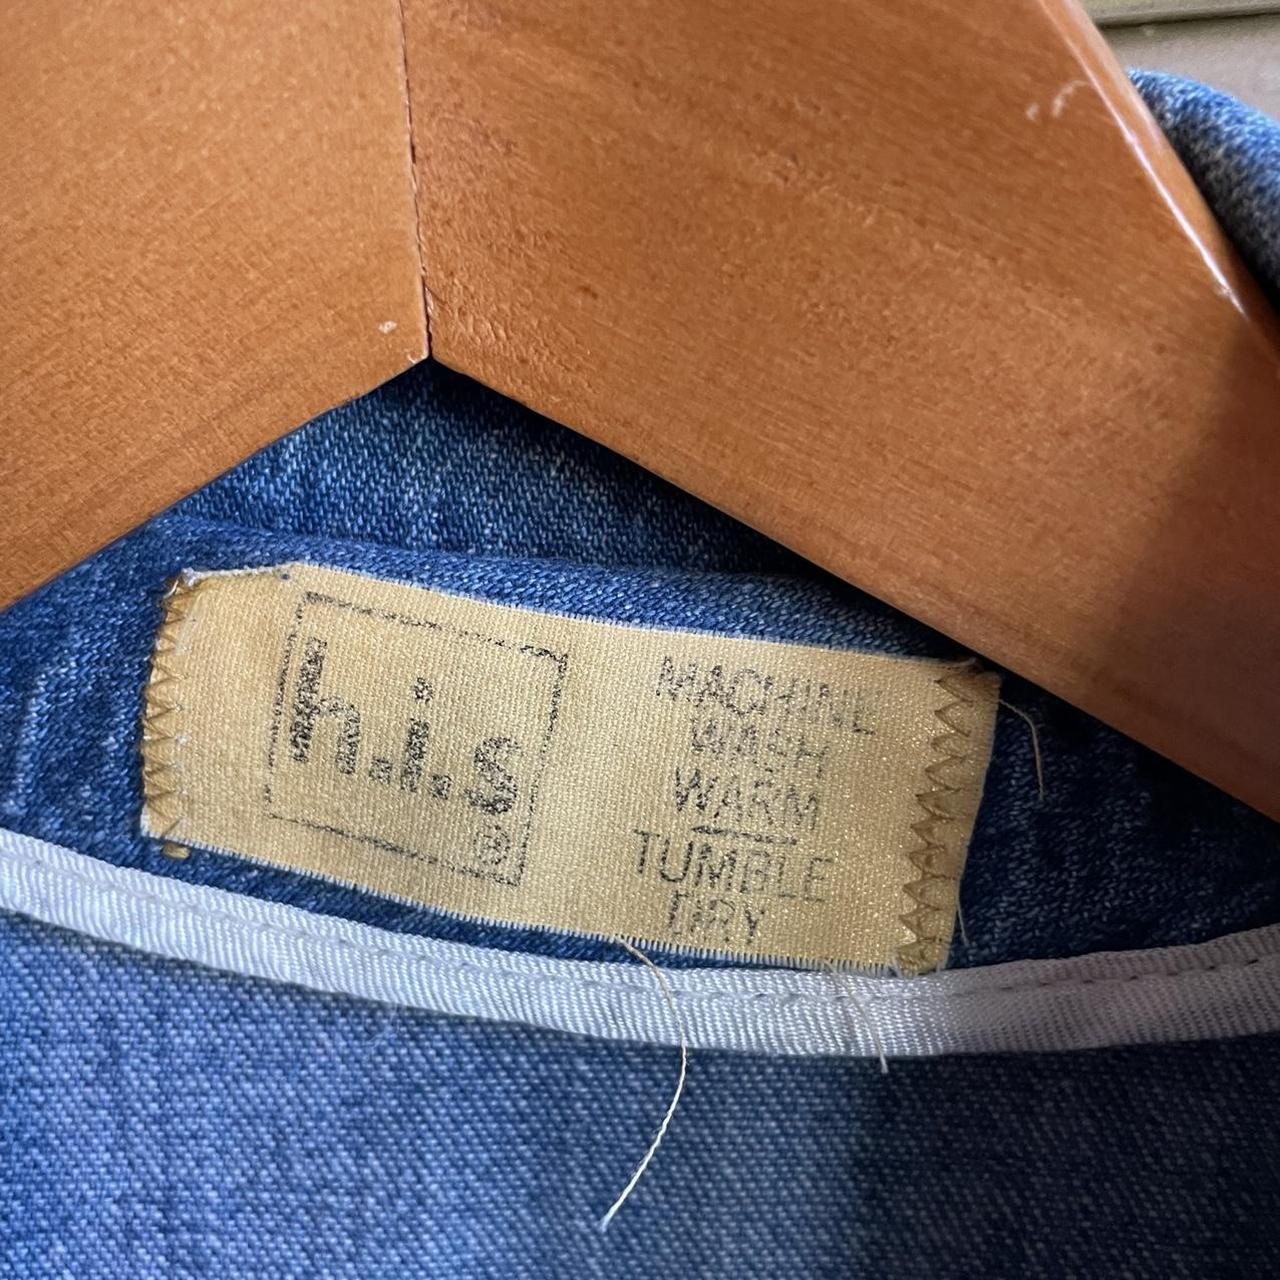 h.i.s
®
MACHINE
WASH
WARM
TUMBLE
DRY